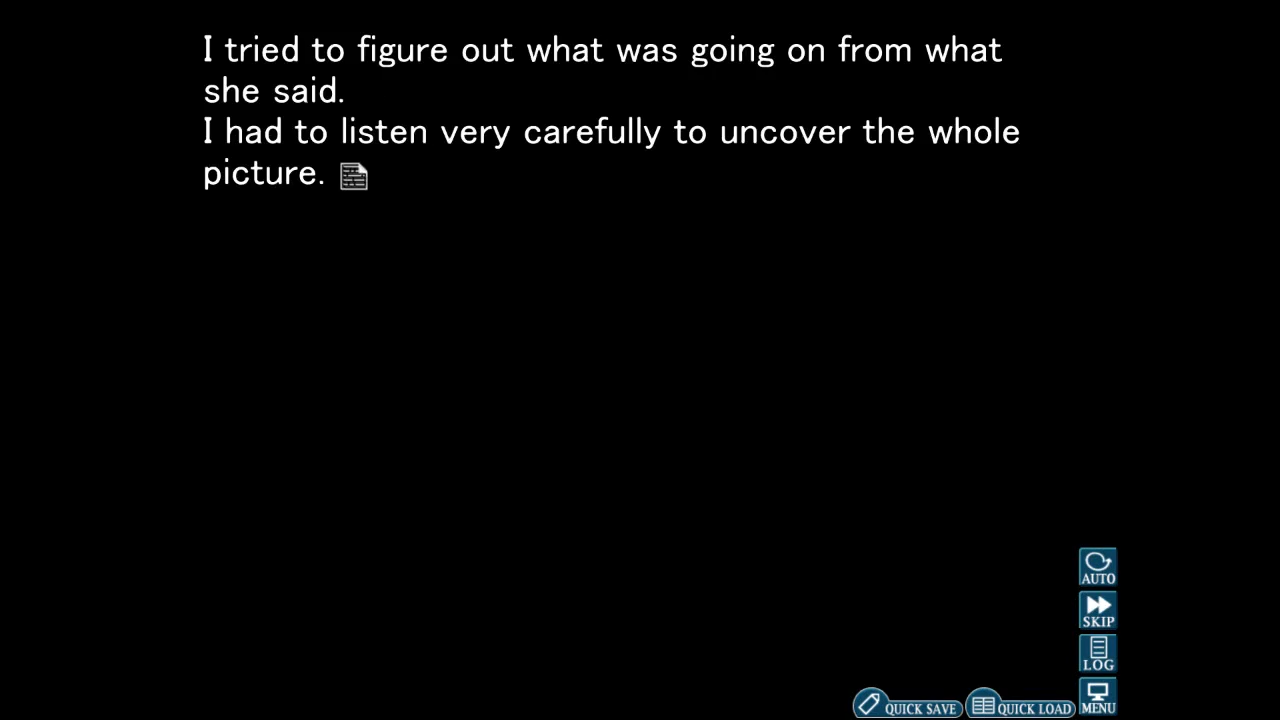 I tried to figure out what was going on from what
she said.
I had to listen very carefully to uncover the whole
picture.
AUTO
SKIP
LOG
MENU
QUICK SAVE
QUICK LOAD